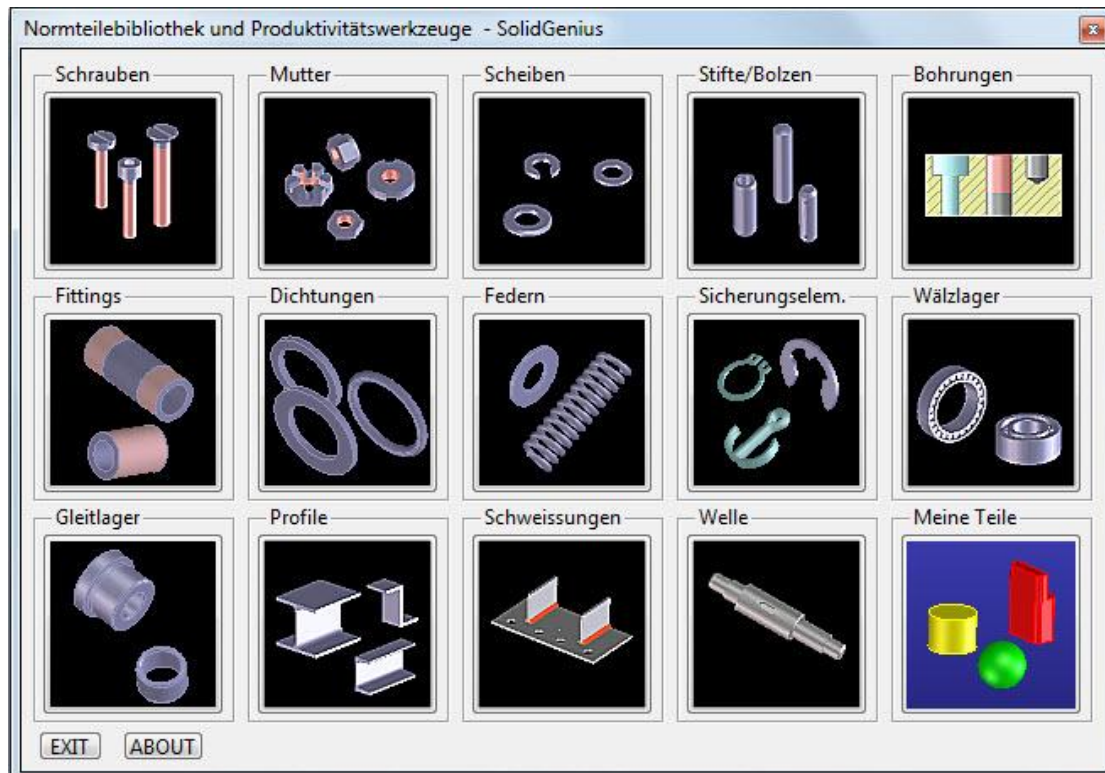 Normteilebibliothek und Produktivitätswerkzeuge - SolidGenius
Schrauben
Mutter
Scheiben
Stifte/Bolzen
Bohrungen
Fittings
Dichtungen
Federn
Sicherungselem.
Wälzlager
Gleitlager
Profile
Schweissungen
Welle
Meine Teile
EXIT
ABOUT